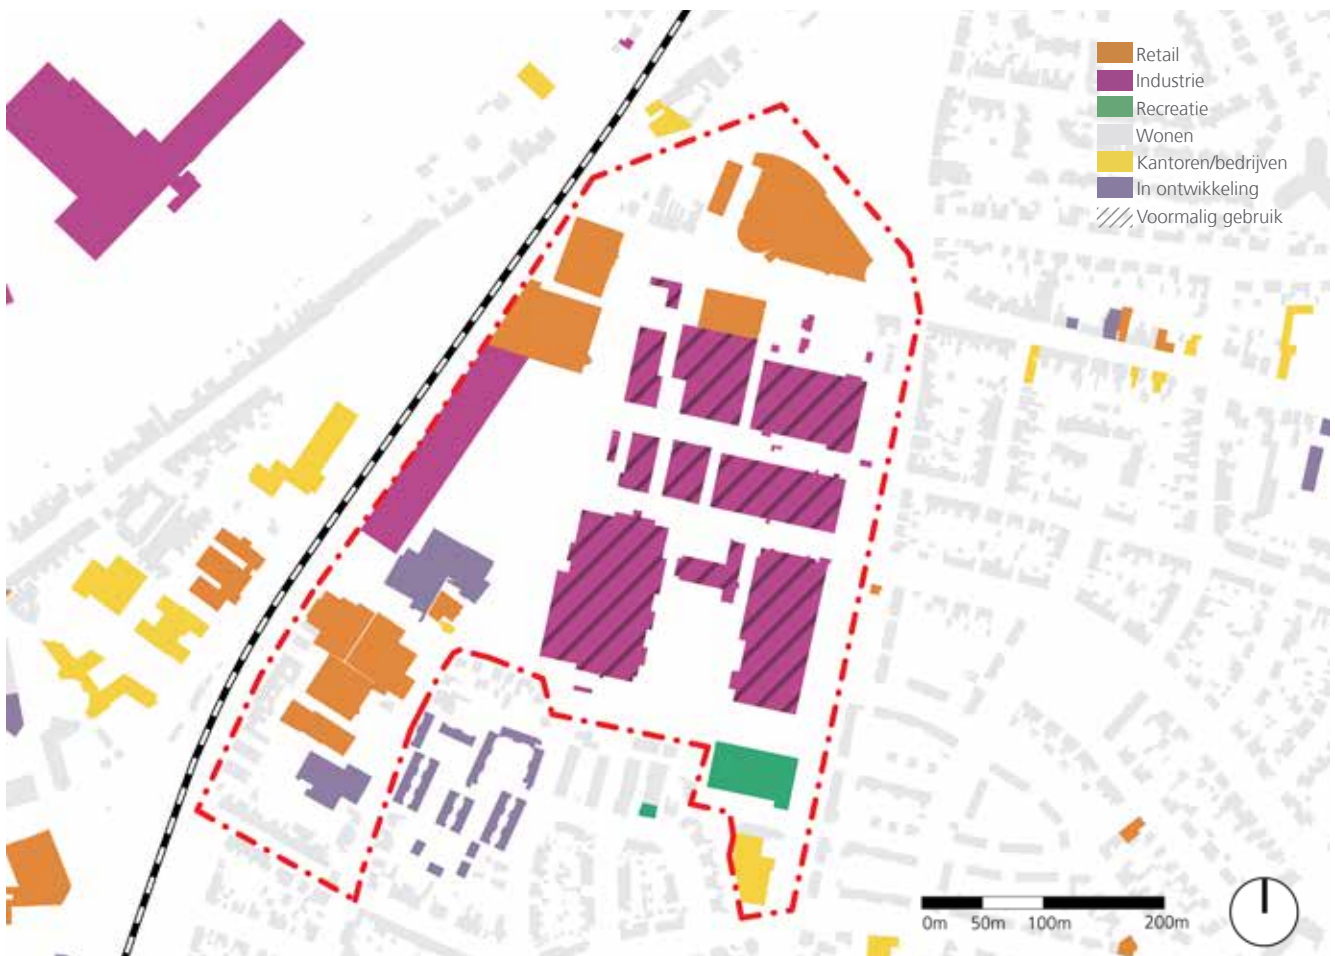 Retail
Industrie
Recreatie
Wonen
Kantoren/bedrijven
In ontwikkeling
Voormalig gebruik
0m 50m 100m 200m